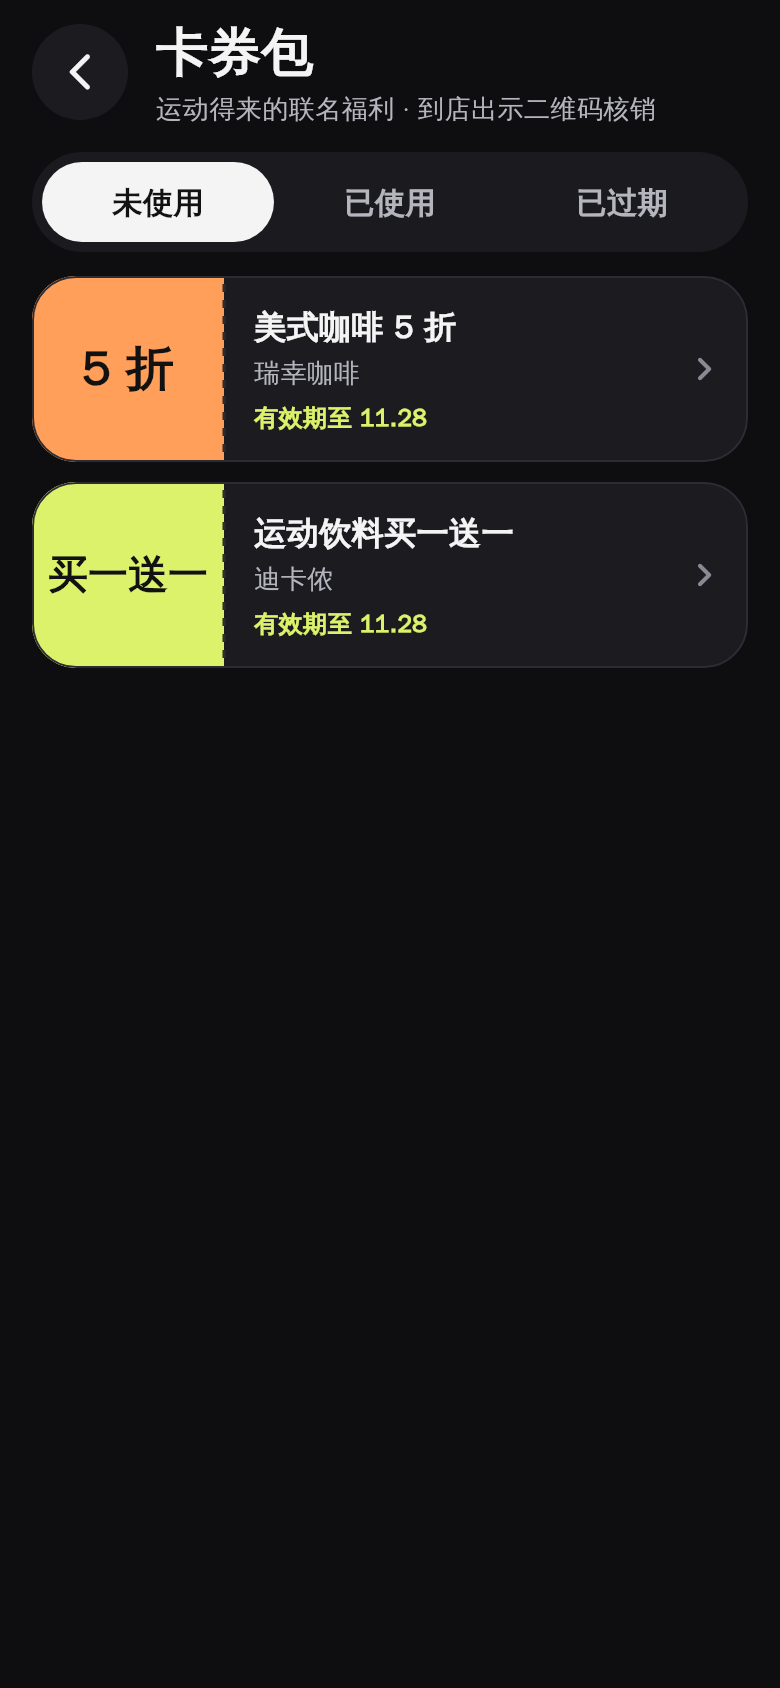 卡券包
运动得来的联名福利 · 到店出示二维码核销
未使用
已使用
已过期
5 折
美式咖啡 5 折
瑞幸咖啡
有效期至 11.28
买一送一
运动饮料买一送一
迪卡侬
有效期至 11.28